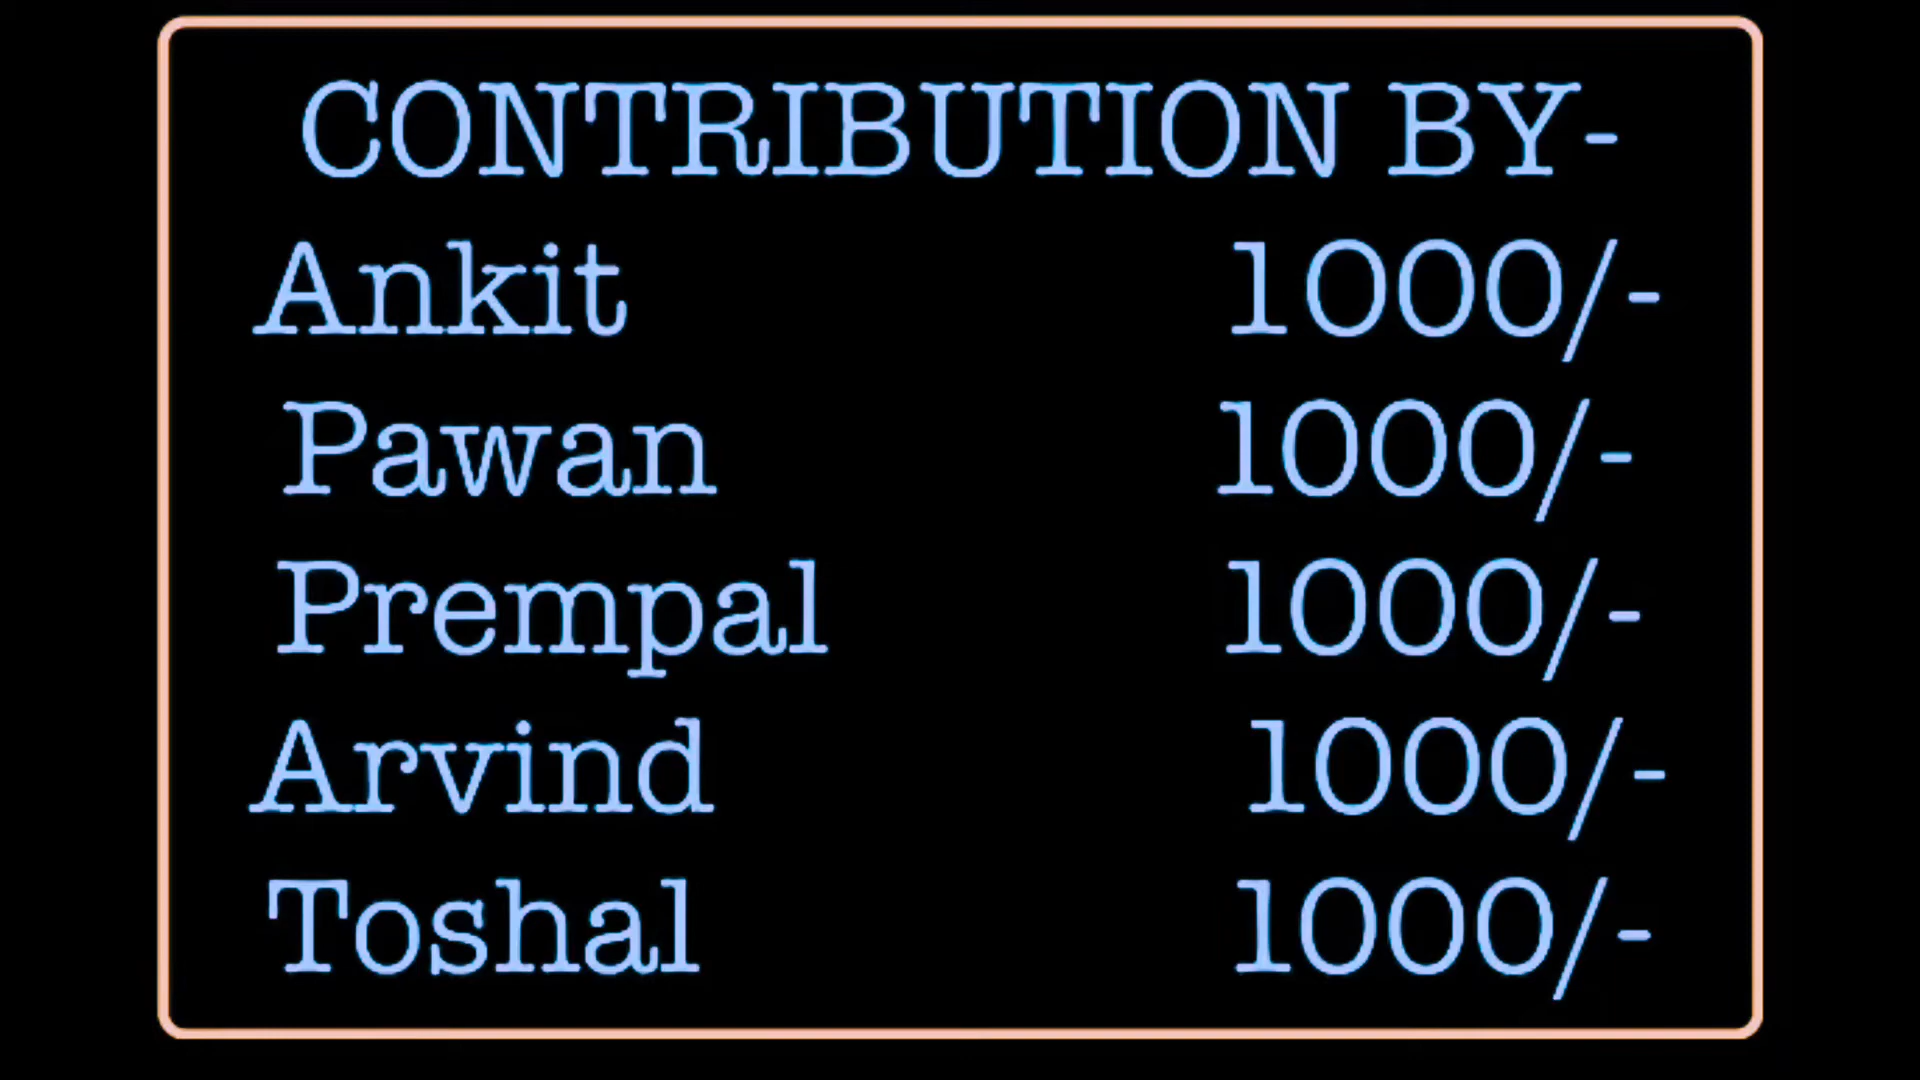 CONTRIBUTION BY-
Ankit 1000/-
Pawan 1000/-
Prempal 1000/-
Arvind 1000/-
Toshal 1000/-